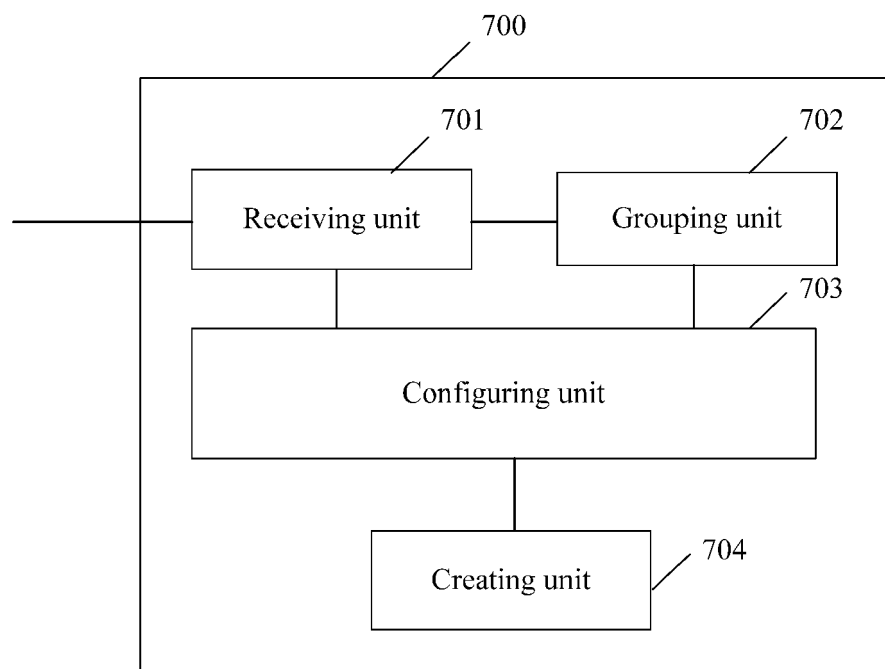 700
701
702
Receiving unit
Grouping unit
703
Configuring unit
704
Creating unit